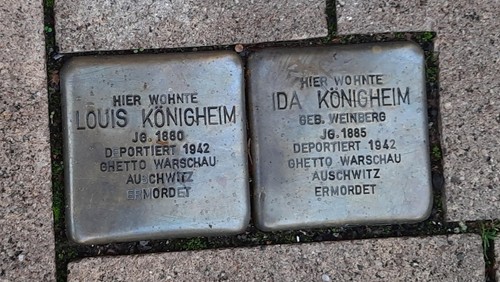 HIER WOHNTE
LOUIS KÖNIGHEIM
JG. 1880
DEPORTIERT 1942
GHETTO WARSCHAU
AUSCHWITZ
ERMORDET
HIER WOHNTE
IDA KÖNIGHEIM
GEB. WEINBERG
JG. 1885
DEPORTIERT 1942
GHETTO WARSCHAU
AUSCHWITZ
ERMORDET